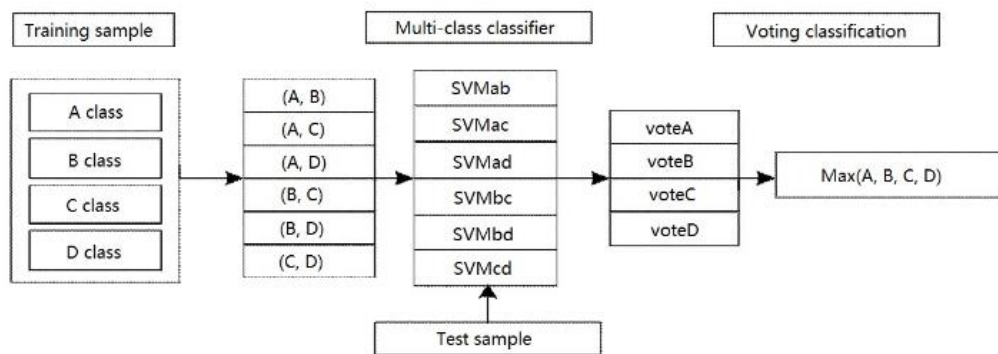 Training sample
Multi-class classifier
Voting classification
A class
B class
C class
D class
(A, B)
(A, C)
(A, D)
(B, C)
(B, D)
(C, D)
SVMab
SVMac
SVMad
SVMbc
SVMbd
SVMcd
voteA
voteB
voteC
voteD
Max(A, B, C, D)
Test sample